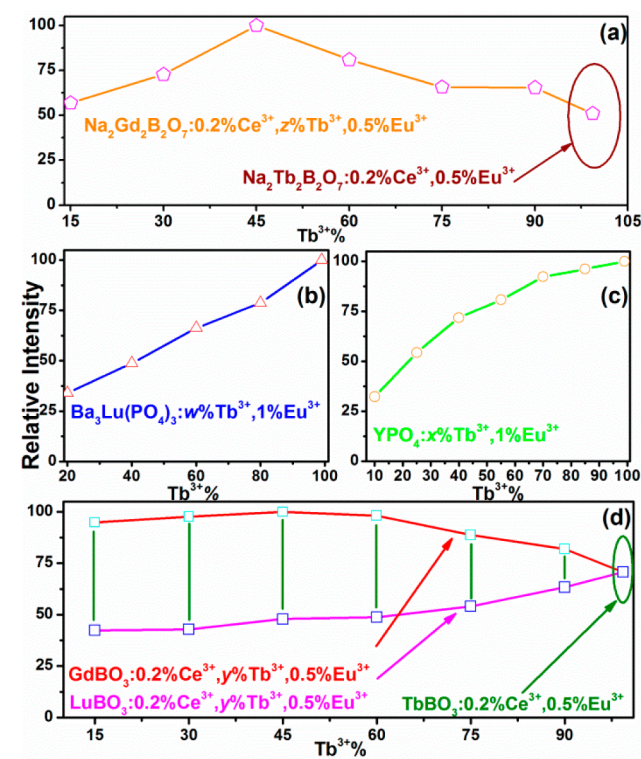 (a)
100
75
50
25
0
Na₂Gd₂B₂O₇:0.2%Ce³⁺,z%Tb³⁺,0.5%Eu³⁺
Na₂Tb₂B₂O₇:0.2%Ce³⁺,0.5%Eu³⁺
15 30 45 60 75 90 105
Tb³⁺%
Relative Intensity
(b)
100
75
50
25
0
Ba₃Lu(PO₄)₃:w%Tb³⁺,1%Eu³⁺
20 40 60 80 100
Tb³⁺%
(c)
100
75
50
25
0
YPO₄:x%Tb³⁺,1%Eu³⁺
10 20 30 40 50 60 70 80 90 100
Tb³⁺%
(d)
100
75
50
25
0
GdBO₃:0.2%Ce³⁺,y%Tb³⁺,0.5%Eu³⁺
LuBO₃:0.2%Ce³⁺,y%Tb³⁺,0.5%Eu³⁺
TbBO₃:0.2%Ce³⁺,0.5%Eu³⁺
15 30 45 60 75 90
Tb³⁺%